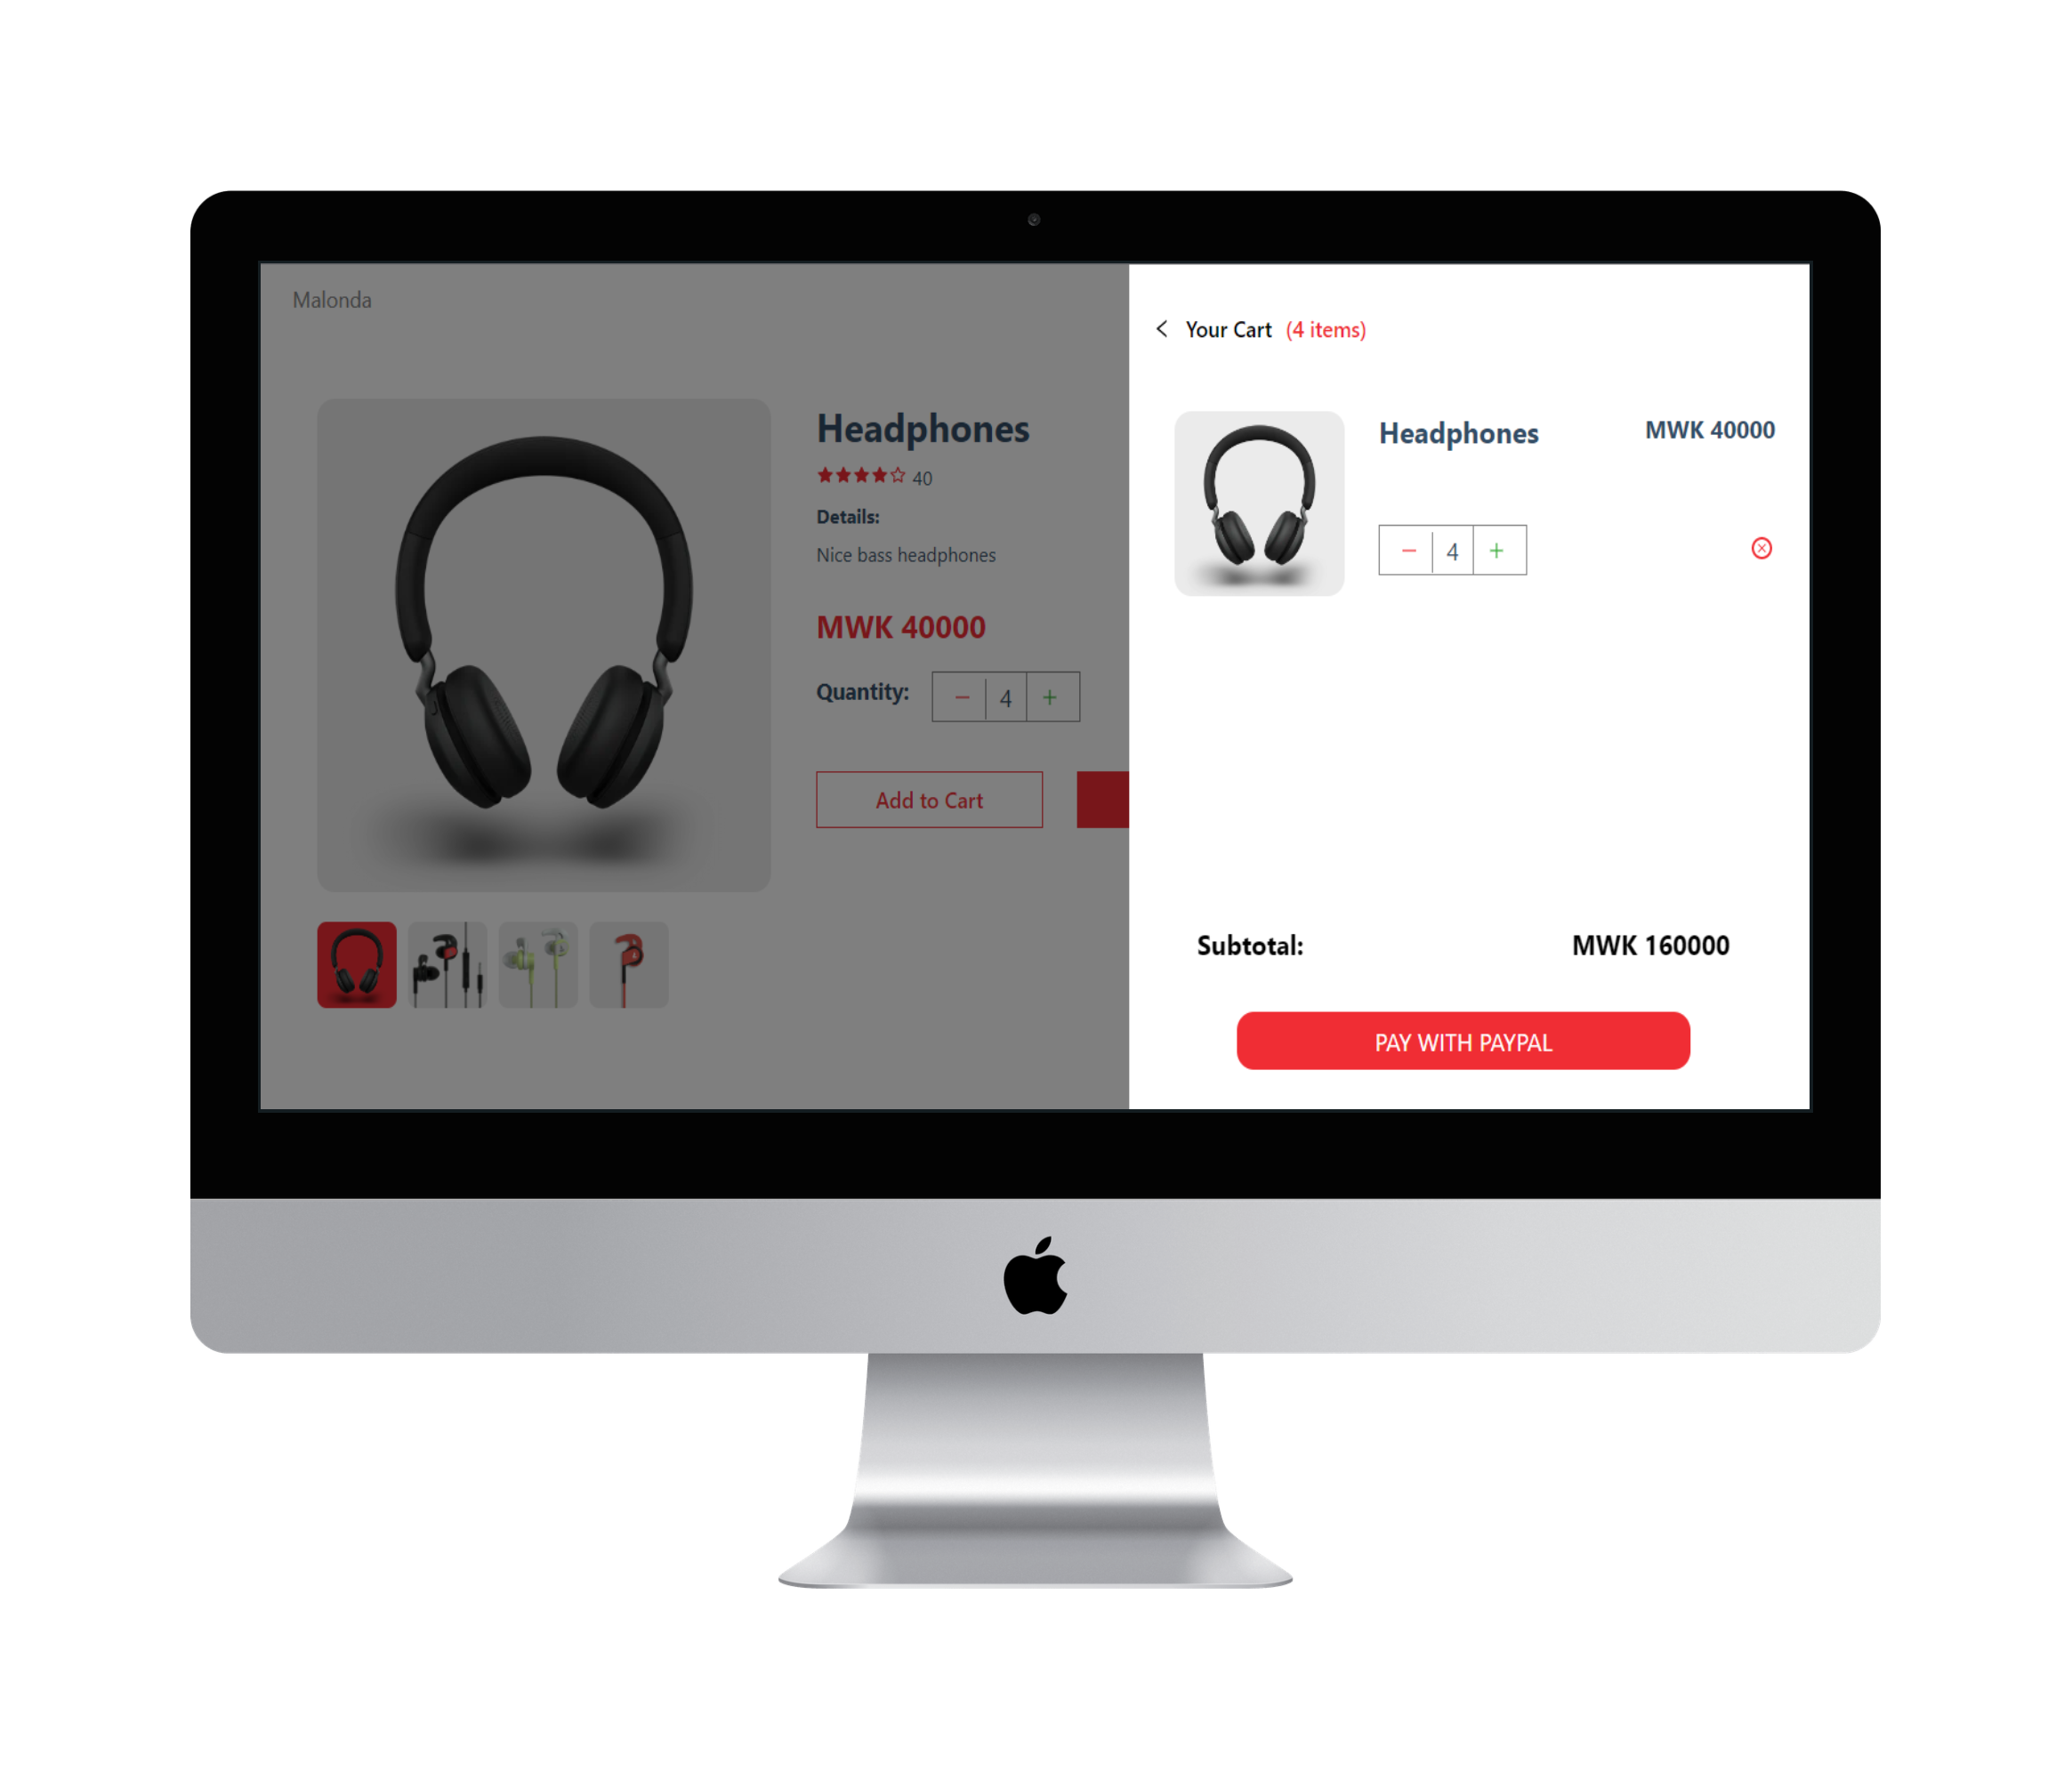 Malonda
Headphones
40
Details:
Nice bass headphones
MWK 40000
Quantity:
− 4 +
Add to Cart
Your Cart (4 items)
Headphones
MWK 40000
− 4 +
Subtotal:
MWK 160000
PAY WITH PAYPAL